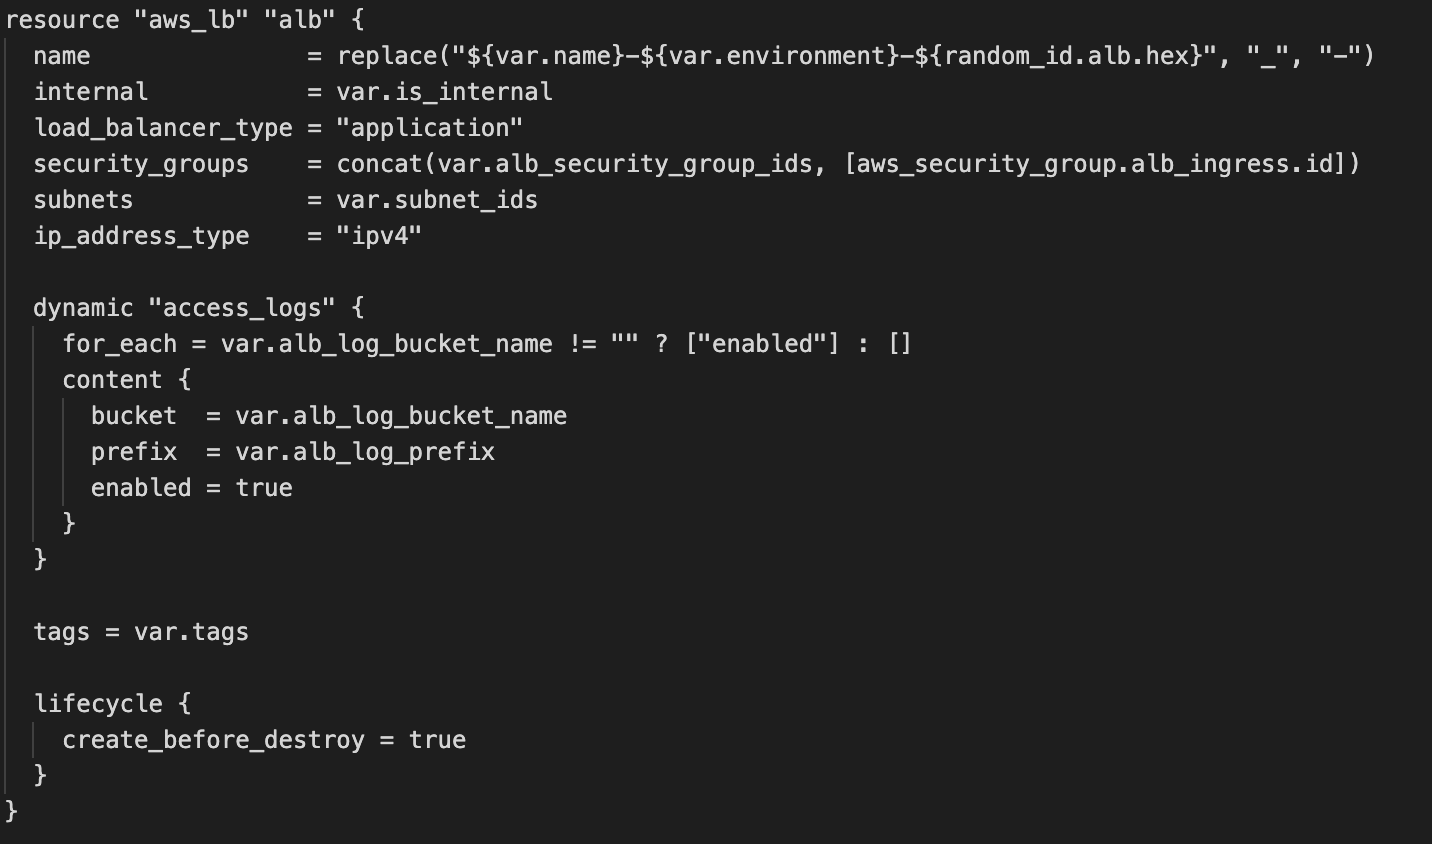 resource "aws_lb" "alb" {
  name               = replace("${var.name}-${var.environment}-${random_id.alb.hex}", "_", "-")
  internal           = var.is_internal
  load_balancer_type = "application"
  security_groups    = concat(var.alb_security_group_ids, [aws_security_group.alb_ingress.id])
  subnets            = var.subnet_ids
  ip_address_type    = "ipv4"

  dynamic "access_logs" {
    for_each = var.alb_log_bucket_name != "" ? ["enabled"] : []
    content {
      bucket  = var.alb_log_bucket_name
      prefix  = var.alb_log_prefix
      enabled = true
    }
  }

  tags = var.tags

  lifecycle {
    create_before_destroy = true
  }
}